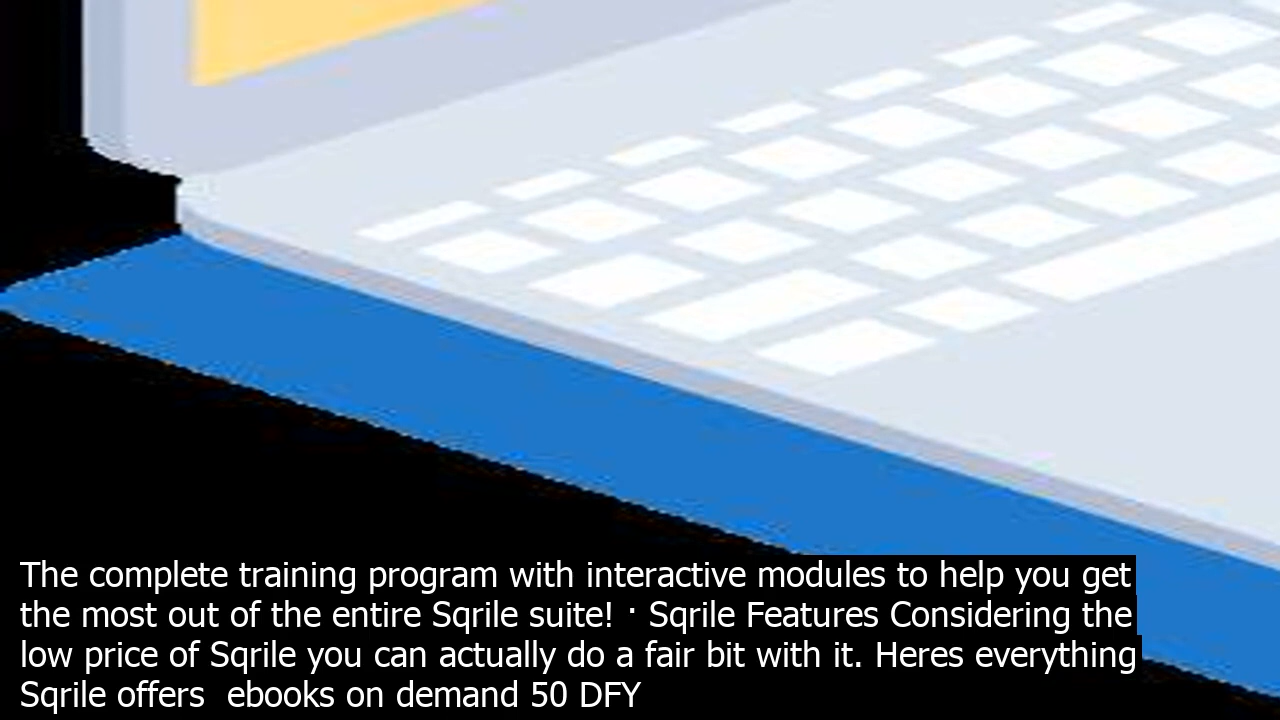 The complete training program with interactive modules to help you get
the most out of the entire Sqrile suite! · Sqrile Features Considering the
low price of Sqrile you can actually do a fair bit with it. Heres everything
Sqrile offers  ebooks on demand 50 DFY